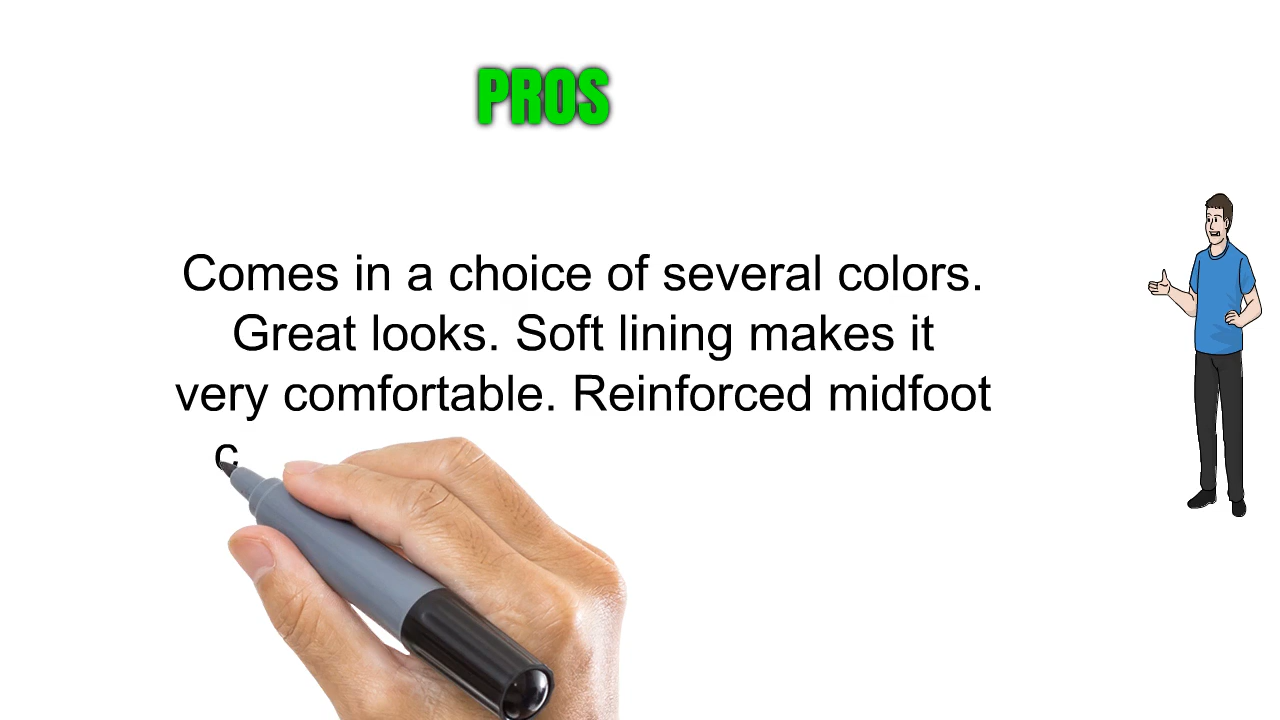 PROS
Comes in a choice of several colors.
Great looks. Soft lining makes it
very comfortable. Reinforced midfoot
c